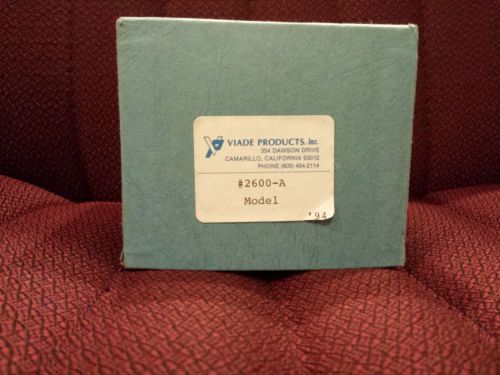 VIADE PRODUCTS, Inc.
354 DAWSON DRIVE
CAMARILLO, CALIFORNIA 93012
PHONE (805) 484-2114
#2600-A
Model
'94